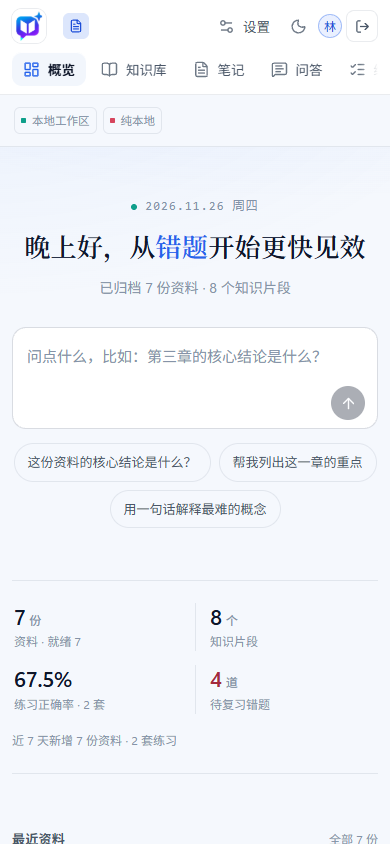 设置
林
概览
知识库
笔记
问答
本地工作区
纯本地
2026.11.26 周四
晚上好，从错题开始更快见效
已归档 7 份资料 · 8 个知识片段
问点什么，比如：第三章的核心结论是什么？
这份资料的核心结论是什么？
帮我列出这一章的重点
用一句话解释最难的概念
7 份
资料 · 就绪 7
8 个
知识片段
67.5%
练习正确率 · 2 套
4 道
待复习错题
近 7 天新增 7 份资料 · 2 套练习
最近资料
全部 7 份